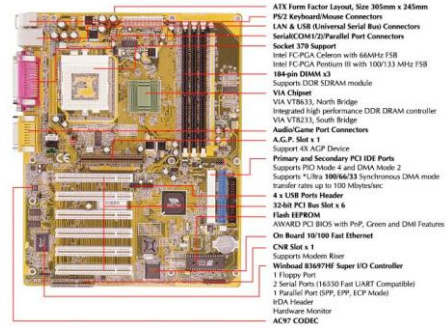 ATX Form Factor Layout, Size 305mm x 245mm
PS/2 Keyboard/Mouse Connectors
LAN & USB (Universal Serial Bus) Connectors
Serial(COM1/2)/Parallel Port Connectors
Socket 370 Support
Intel FC-PGA Celeron with 66MHz FSB
Intel FC-PGA Pentium III with 100/133 MHz FSB
184-pin DIMM x3
Supports DDR SDRAM module
VIA Chipset
VIA VT8633, North Bridge
Integrated high performance DDR DRAM controller
VIA VT8233, South Bridge
Audio/Game Port Connectors
A.G.P. Slot x 1
Support 4X AGP Device
Primary and Secondary PCI IDE Ports
Supports PIO Mode 4 and DMA Mode 2
Supports *Ultra 100/66/33 Synchronous DMA mode
transfer rates up to 100 Mbytes/sec
4 x USB Ports Header
32-bit PCI Bus Slot x 6
Flash EEPROM
AWARD PCI BIOS with PnP, Green and DMI Features
On Board 10/100 Fast Ethernet
CNR Slot x 1
Supports Modem Riser
Winboad 83697HF Super I/O Controller
1 Floppy Port
2 Serial Ports (16550 Fast UART Compatible)
1 Parallel Port (SPP, EPP, ECP Mode)
IrDA Header
Hardware Monitor
AC97 CODEC